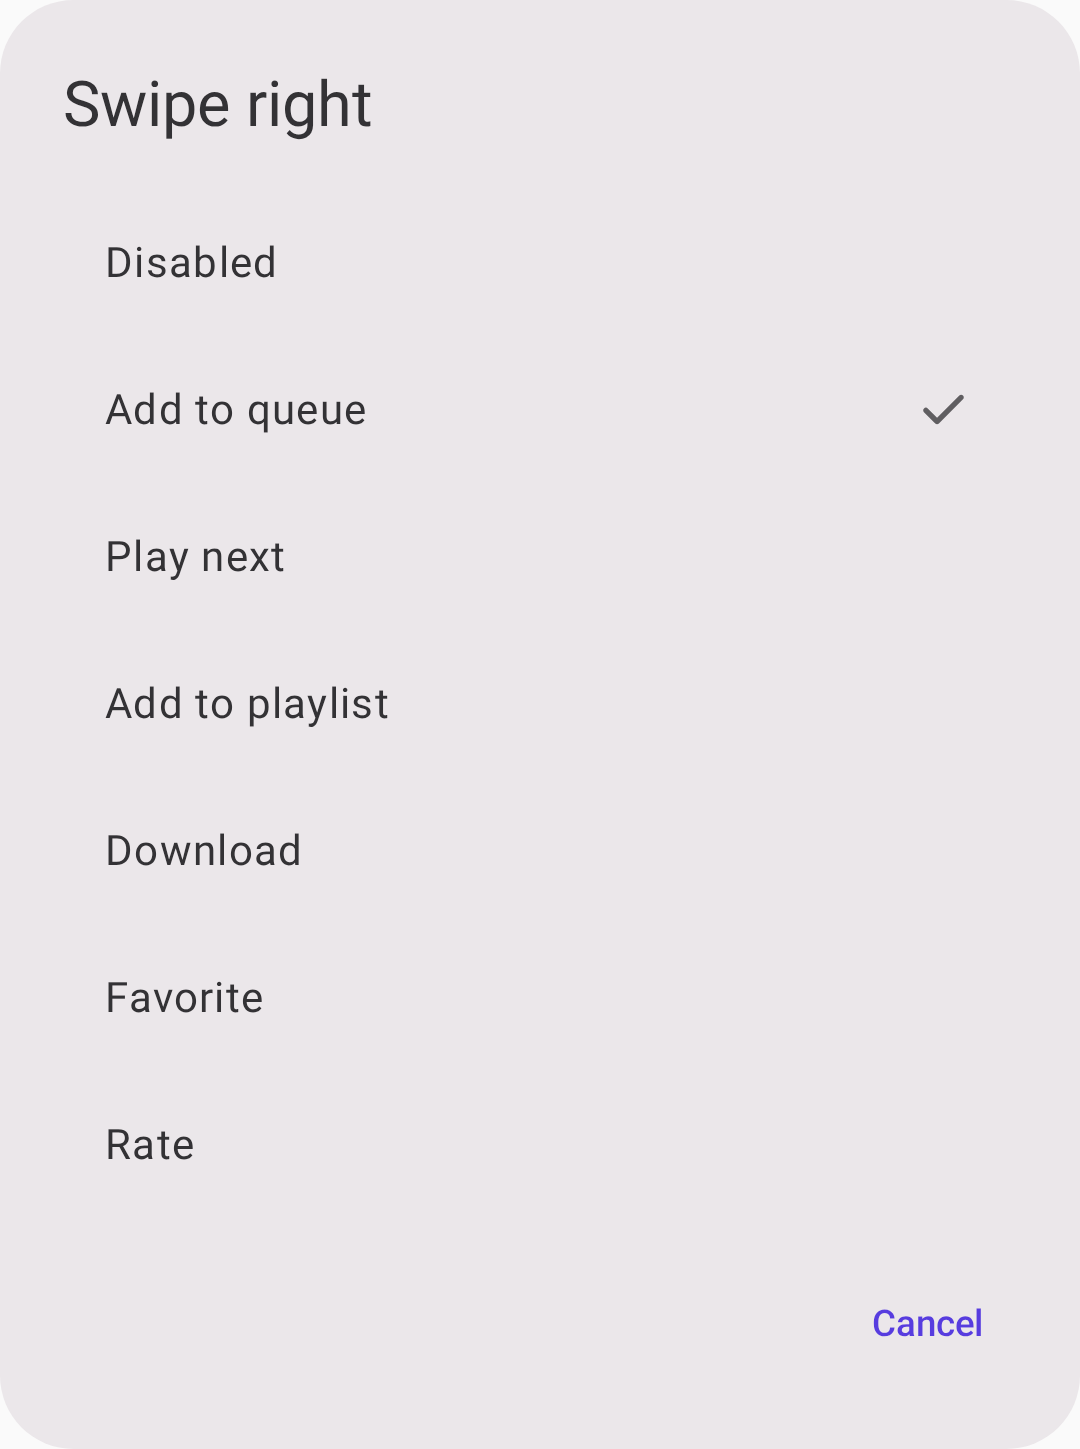 Swipe right
Disabled
Add to queue
Play next
Add to playlist
Download
Favorite
Rate
Cancel